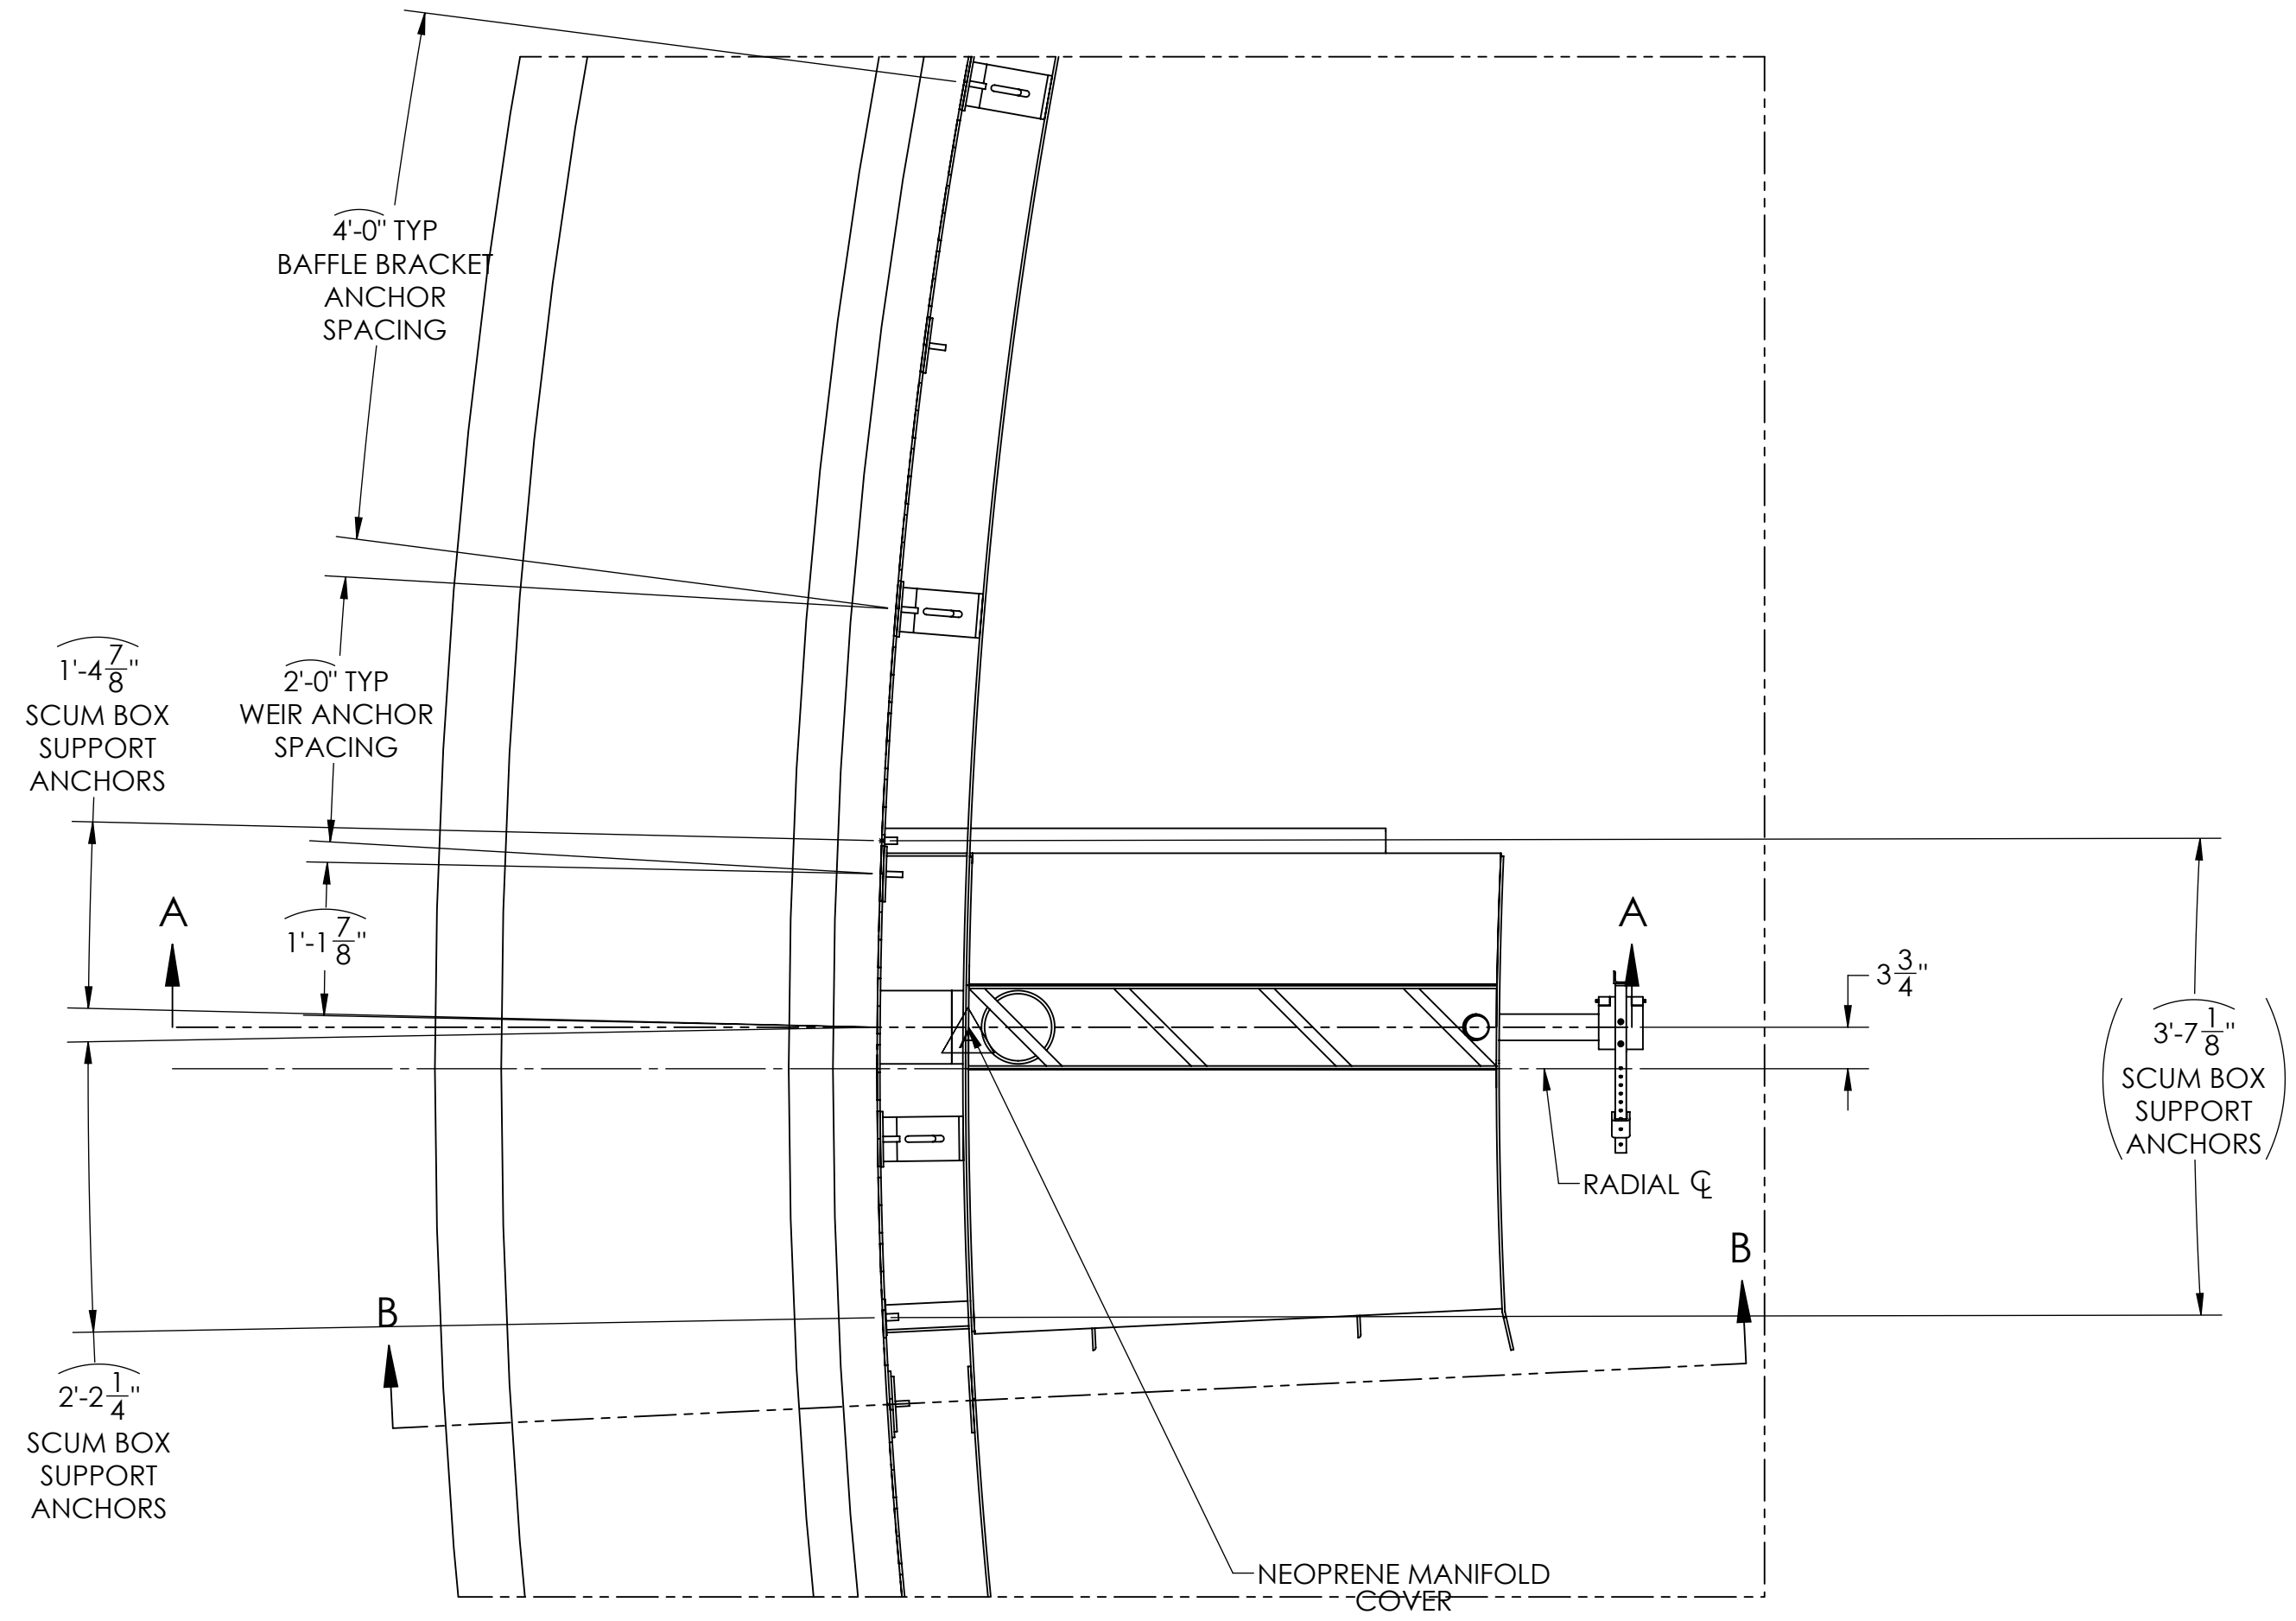 4'-0" TYP
BAFFLE BRACKET
ANCHOR
SPACING
1'-4 7/8"
SCUM BOX
SUPPORT
ANCHORS
2'-0" TYP
WEIR ANCHOR
SPACING
A
1'-1 7/8"
A
3 3/4"
3'-7 1/8"
SCUM BOX
SUPPORT
ANCHORS
A
RADIAL ℄
B
B
2'-2 1/4"
SCUM BOX
SUPPORT
ANCHORS
NEOPRENE MANIFOLD
COVER